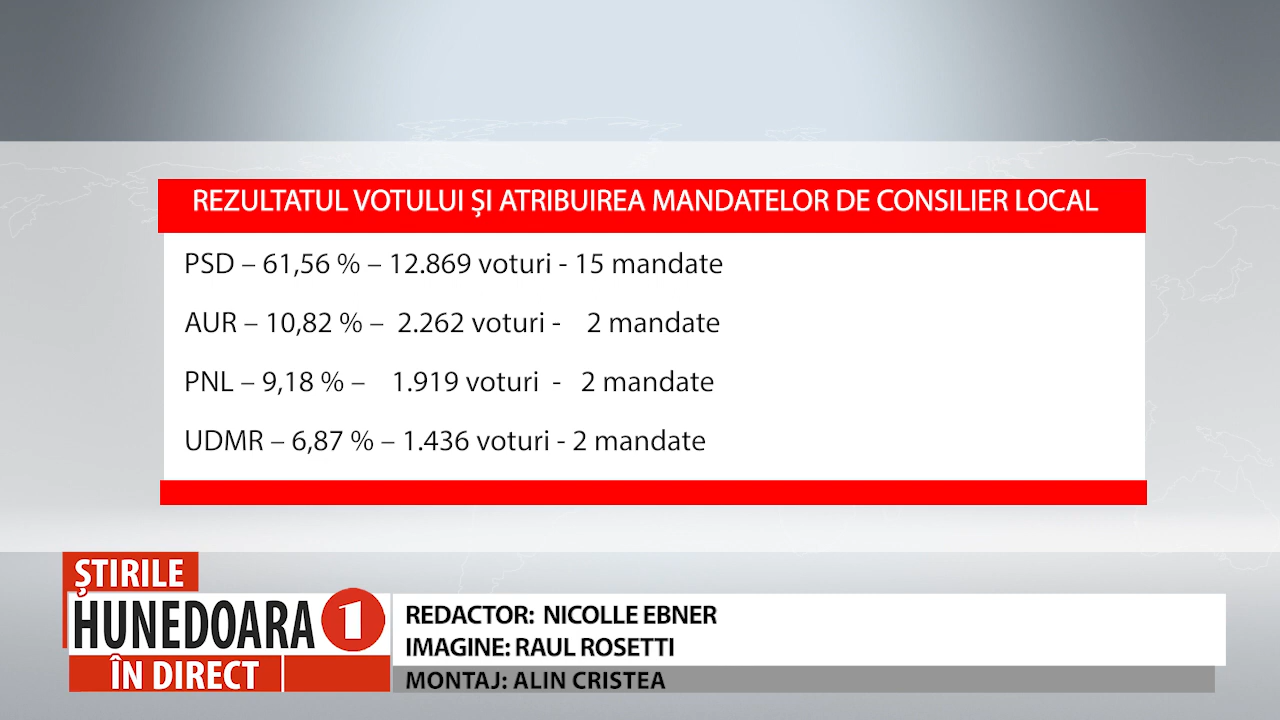 REZULTATUL VOTULUI ȘI ATRIBUIREA MANDATELOR DE CONSILIER LOCAL
PSD – 61,56 % – 12.869 voturi - 15 mandate
AUR – 10,82 % – 2.262 voturi - 2 mandate
PNL – 9,18 % – 1.919 voturi - 2 mandate
UDMR – 6,87 % – 1.436 voturi - 2 mandate
ȘTIRILE
HUNEDOARA 1
ÎN DIRECT
REDACTOR: NICOLLE EBNER
IMAGINE: RAUL ROSETTI
MONTAJ: ALIN CRISTEA